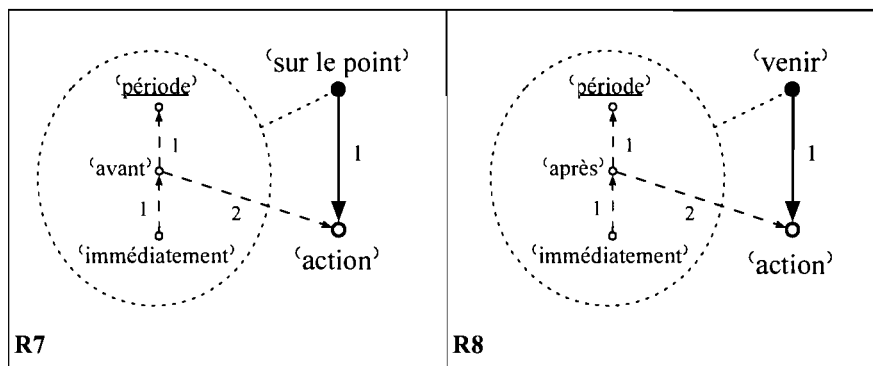 ‘sur le point’
‘période’
1
1
‘avant’
1
2
‘immédiatement’
‘action’
R7
‘venir’
‘période’
1
1
‘après’
1
2
‘immédiatement’
‘action’
R8